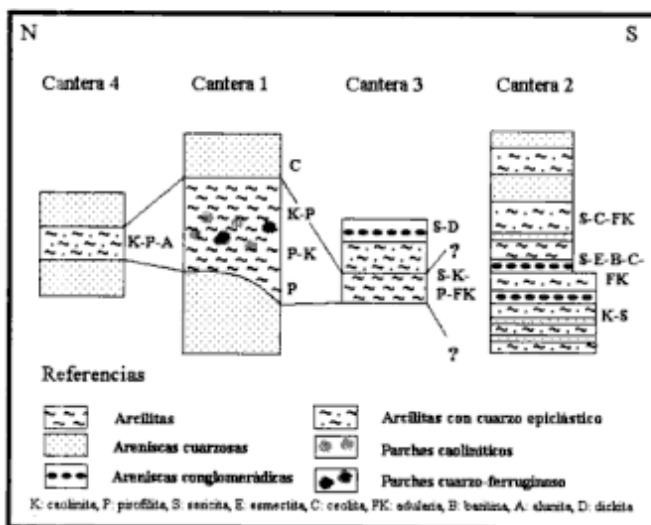 N S
Cantera 4 Cantera 1 Cantera 3 Cantera 2
C
K-P
S-D
S-C-FK
K-P-A
P-K
?
S-E-B-C-
S-K-
FK
P
P-FK
K-S
?
Referencias
Arcilitas
Arcilitas con cuarzo epiclástico
Areniscas cuarzosas
Parches caoliníticos
Areniscas conglomerádicas
Parches cuarzo-ferruginoso
K: caolinita, P: pirofilita, S: sericita, E: esmectita, C: ceolita, FK: adularia, B: baritina, A: alunita, D: dickita